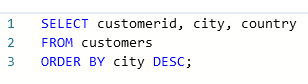 1 SELECT customerid, city, country
2 FROM customers
3 ORDER BY city DESC;